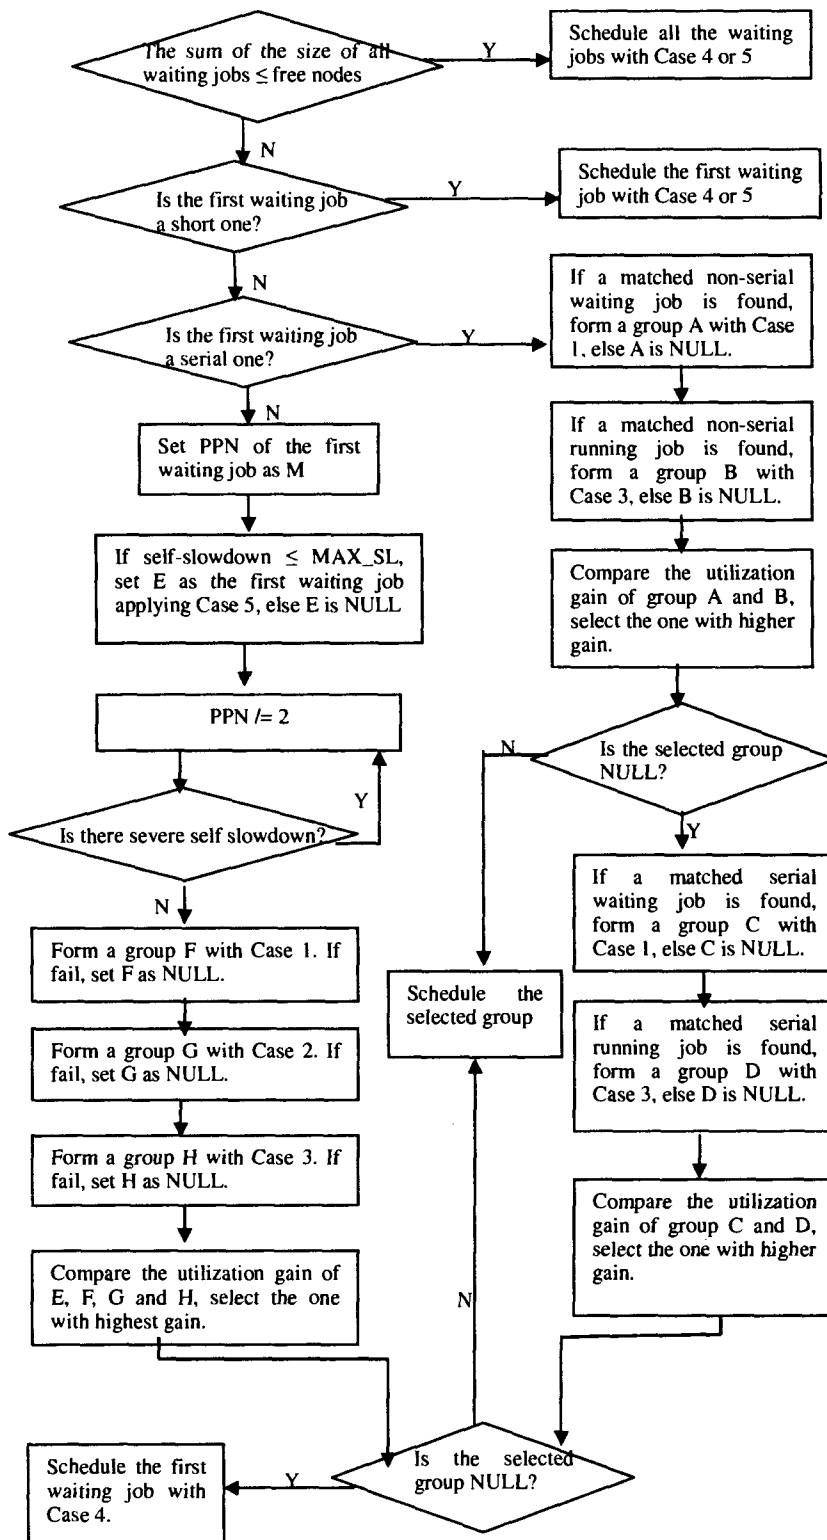 The sum of the size of all
waiting jobs ≤ free nodes
Y
Schedule all the waiting
jobs with Case 4 or 5
N
Is the first waiting job
a short one?
Y
Schedule the first waiting
job with Case 4 or 5
N
Is the first waiting job
a serial one?
Y
If a matched non-serial
waiting job is found,
form a group A with Case
1, else A is NULL.
N
Set PPN of the first
waiting job as M
If a matched non-serial
running job is found,
form a group B with
Case 3, else B is NULL.
If self-slowdown ≤ MAX_SL,
set E as the first waiting job
applying Case 5, else E is NULL
Compare the utilization
gain of group A and B,
select the one with higher
gain.
PPN /= 2
N
Is the selected group
NULL?
Y
Is there severe self slowdown?
Y
N
If a matched serial
waiting job is found,
form a group C with
Case 1, else C is NULL.
Form a group F with Case 1. If
fail, set F as NULL.
Schedule the
selected group
If a matched serial
running job is found,
form a group D with
Case 3, else D is NULL.
Form a group G with Case 2. If
fail, set G as NULL.
Form a group H with Case 3. If
fail, set H as NULL.
Compare the utilization
gain of group C and D,
select the one with higher
gain.
Compare the utilization gain of
E, F, G and H, select the one
with highest gain.
N
Is the selected
group NULL?
Y
Schedule the first
waiting job with
Case 4.